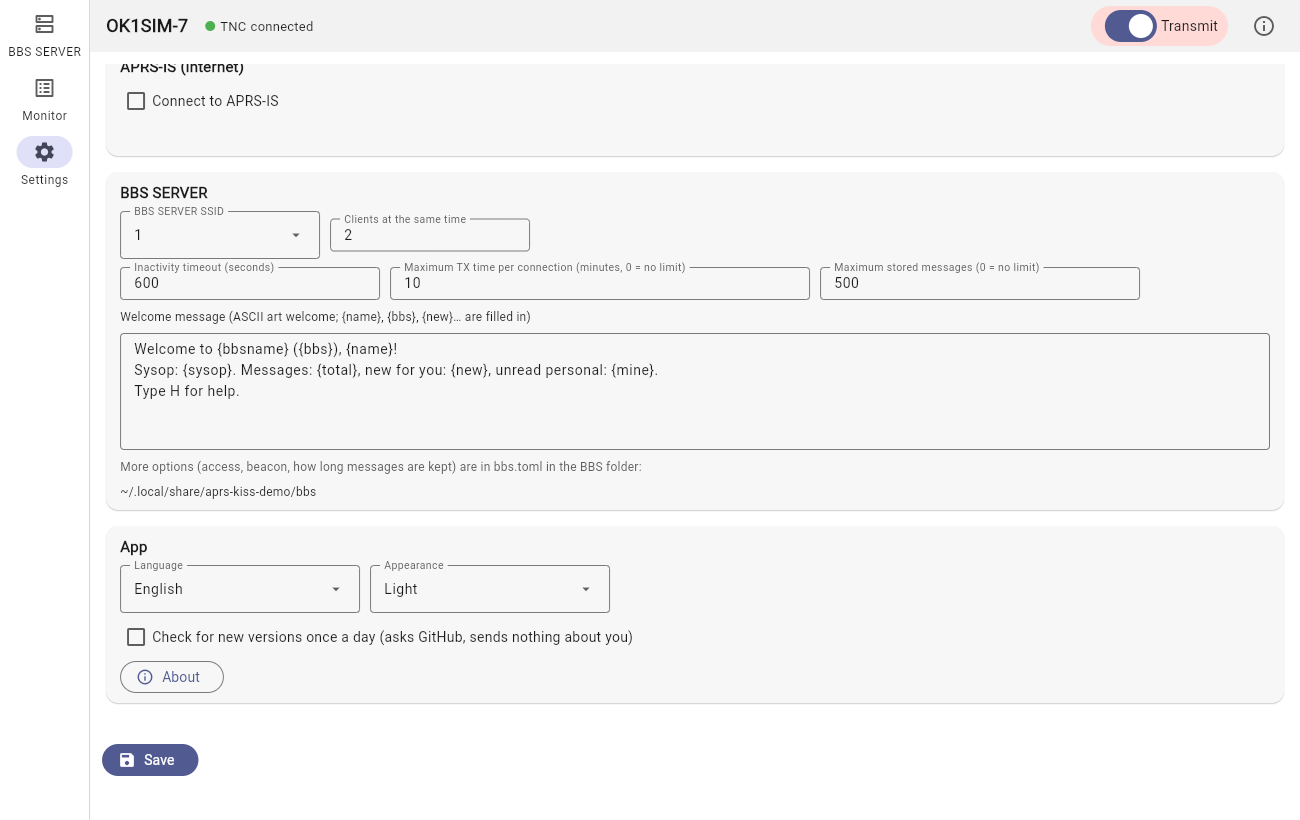 OK1SIM-7
TNC connected
Transmit
BBS SERVER
Monitor
Settings
APRS-IS (Internet)
Connect to APRS-IS
BBS SERVER
BBS SERVER SSID
1
Clients at the same time
2
Inactivity timeout (seconds)
600
Maximum TX time per connection (minutes, 0 = no limit)
10
Maximum stored messages (0 = no limit)
500
Welcome message (ASCII art welcome; {name}, {bbs}, {new}… are filled in)
Welcome to {bbsname} ({bbs}), {name}!
Sysop: {sysop}. Messages: {total}, new for you: {new}, unread personal: {mine}.
Type H for help.
More options (access, beacon, how long messages are kept) are in bbs.toml in the BBS folder:
~/.local/share/aprs-kiss-demo/bbs
App
Language
English
Appearance
Light
Check for new versions once a day (asks GitHub, sends nothing about you)
About
Save